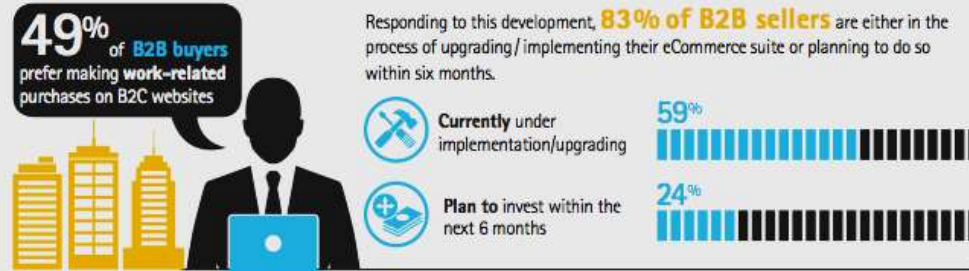 49% of B2B buyers
prefer making work-related
purchases on B2C websites
Responding to this development, 83% of B2B sellers are either in the
process of upgrading/implementing their eCommerce suite or planning to do so
within six months.
Currently under
implementation/upgrading
59%
Plan to invest within the
next 6 months
24%